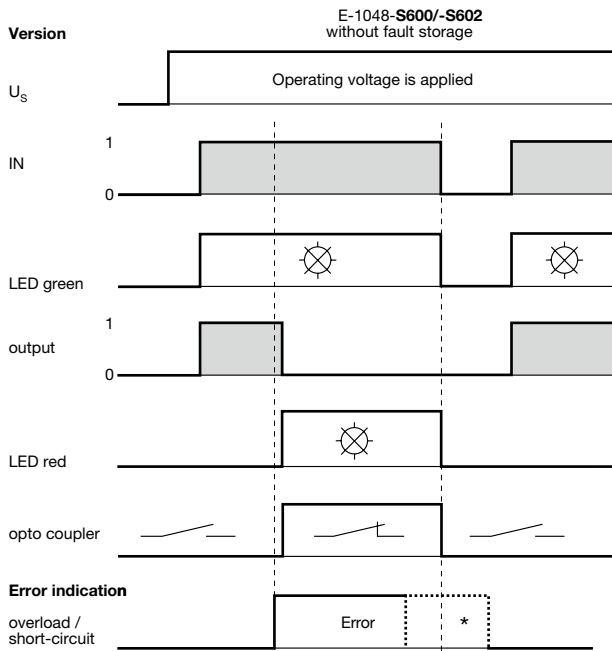 E-1048-S600/-S602
Version
without fault storage
Operating voltage is applied
US
1
IN
0
LED green
output
1
0
LED red
opto coupler
Error indication
overload /
short-circuit
Error
*